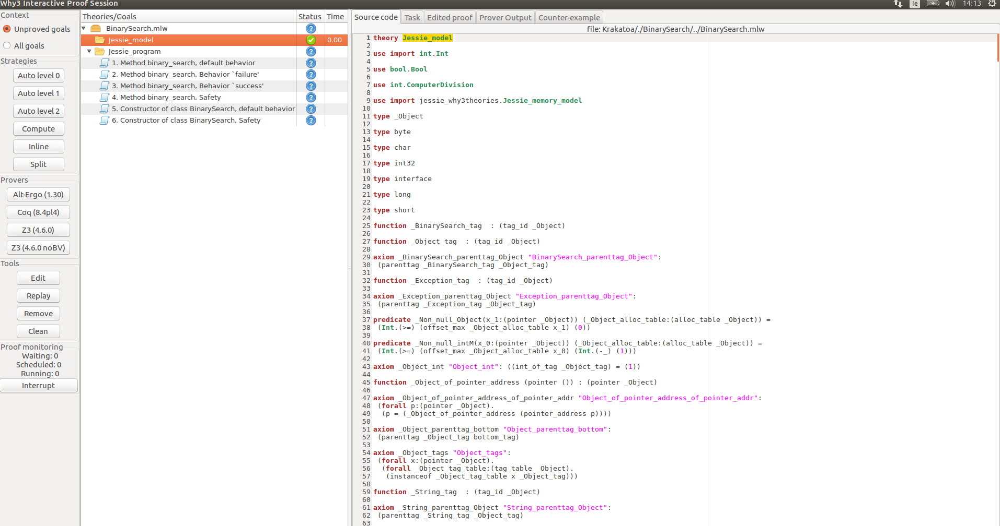 Why3 Interactive Proof Session
le
14:13
Context
Unproved goals
All goals
Strategies
Auto level 0
Auto level 1
Auto level 2
Compute
Inline
Split
Provers
Alt-Ergo (1.30)
Coq (8.4pl4)
Z3 (4.6.0)
Z3 (4.6.0 noBV)
Tools
Edit
Replay
Remove
Clean
Proof monitoring
Waiting: 0
Scheduled: 0
Running: 0
Interrupt
Theories/Goals Status Time
BinarySearch.mlw
Jessie_model 0.00
Jessie_program
1. Method binary_search, default behavior
2. Method binary_search, Behavior `failure'
3. Method binary_search, Behavior `success'
4. Method binary_search, Safety
5. Constructor of class BinarySearch, default behavior
6. Constructor of class BinarySearch, Safety
Source code Task Edited proof Prover Output Counter-example
file: Krakatoa/./BinarySearch/../BinarySearch.mlw
1 theory Jessie_model
2
3 use import int.Int
4
5 use bool.Bool
6
7 use int.ComputerDivision
8
9 use import jessie_why3theories.Jessie_memory_model
10
11 type _Object
12
13 type byte
14
15 type char
16
17 type int32
18
19 type interface
20
21 type long
22
23 type short
24
25 function _BinarySearch_tag  : (tag_id _Object)
26
27 function _Object_tag  : (tag_id _Object)
28
29 axiom _BinarySearch_parenttag_Object "BinarySearch_parenttag_Object":
30  (parenttag _BinarySearch_tag _Object_tag)
31
32 function _Exception_tag  : (tag_id _Object)
33
34 axiom _Exception_parenttag_Object "Exception_parenttag_Object":
35  (parenttag _Exception_tag _Object_tag)
36
37 predicate _Non_null_Object(x_1:(pointer _Object)) (_Object_alloc_table:(alloc_table _Object)) =
38  (Int.(>=) (offset_max _Object_alloc_table x_1) (0))
39
40 predicate _Non_null_intM(x_0:(pointer _Object)) (_Object_alloc_table:(alloc_table _Object)) =
41  (Int.(>=) (offset_max _Object_alloc_table x_0) (Int.(-_) (1)))
42
43 axiom _Object_int "Object_int": ((int_of_tag _Object_tag) = (1))
44
45 function _Object_of_pointer_address (pointer ()) : (pointer _Object)
46
47 axiom _Object_of_pointer_address_of_pointer_addr "Object_of_pointer_address_of_pointer_addr":
48  (forall p:(pointer _Object).
49   (p = (_Object_of_pointer_address (pointer_address p))))
50
51 axiom _Object_parenttag_bottom "Object_parenttag_bottom":
52  (parenttag _Object_tag bottom_tag)
53
54 axiom _Object_tags "Object_tags":
55  (forall x:(pointer _Object).
56   (forall _Object_tag_table:(tag_table _Object).
57    (instanceof _Object_tag_table x _Object_tag)))
58
59 function _String_tag  : (tag_id _Object)
60
61 axiom _String_parenttag_Object "String_parenttag_Object":
62  (parenttag _String_tag _Object_tag)
63